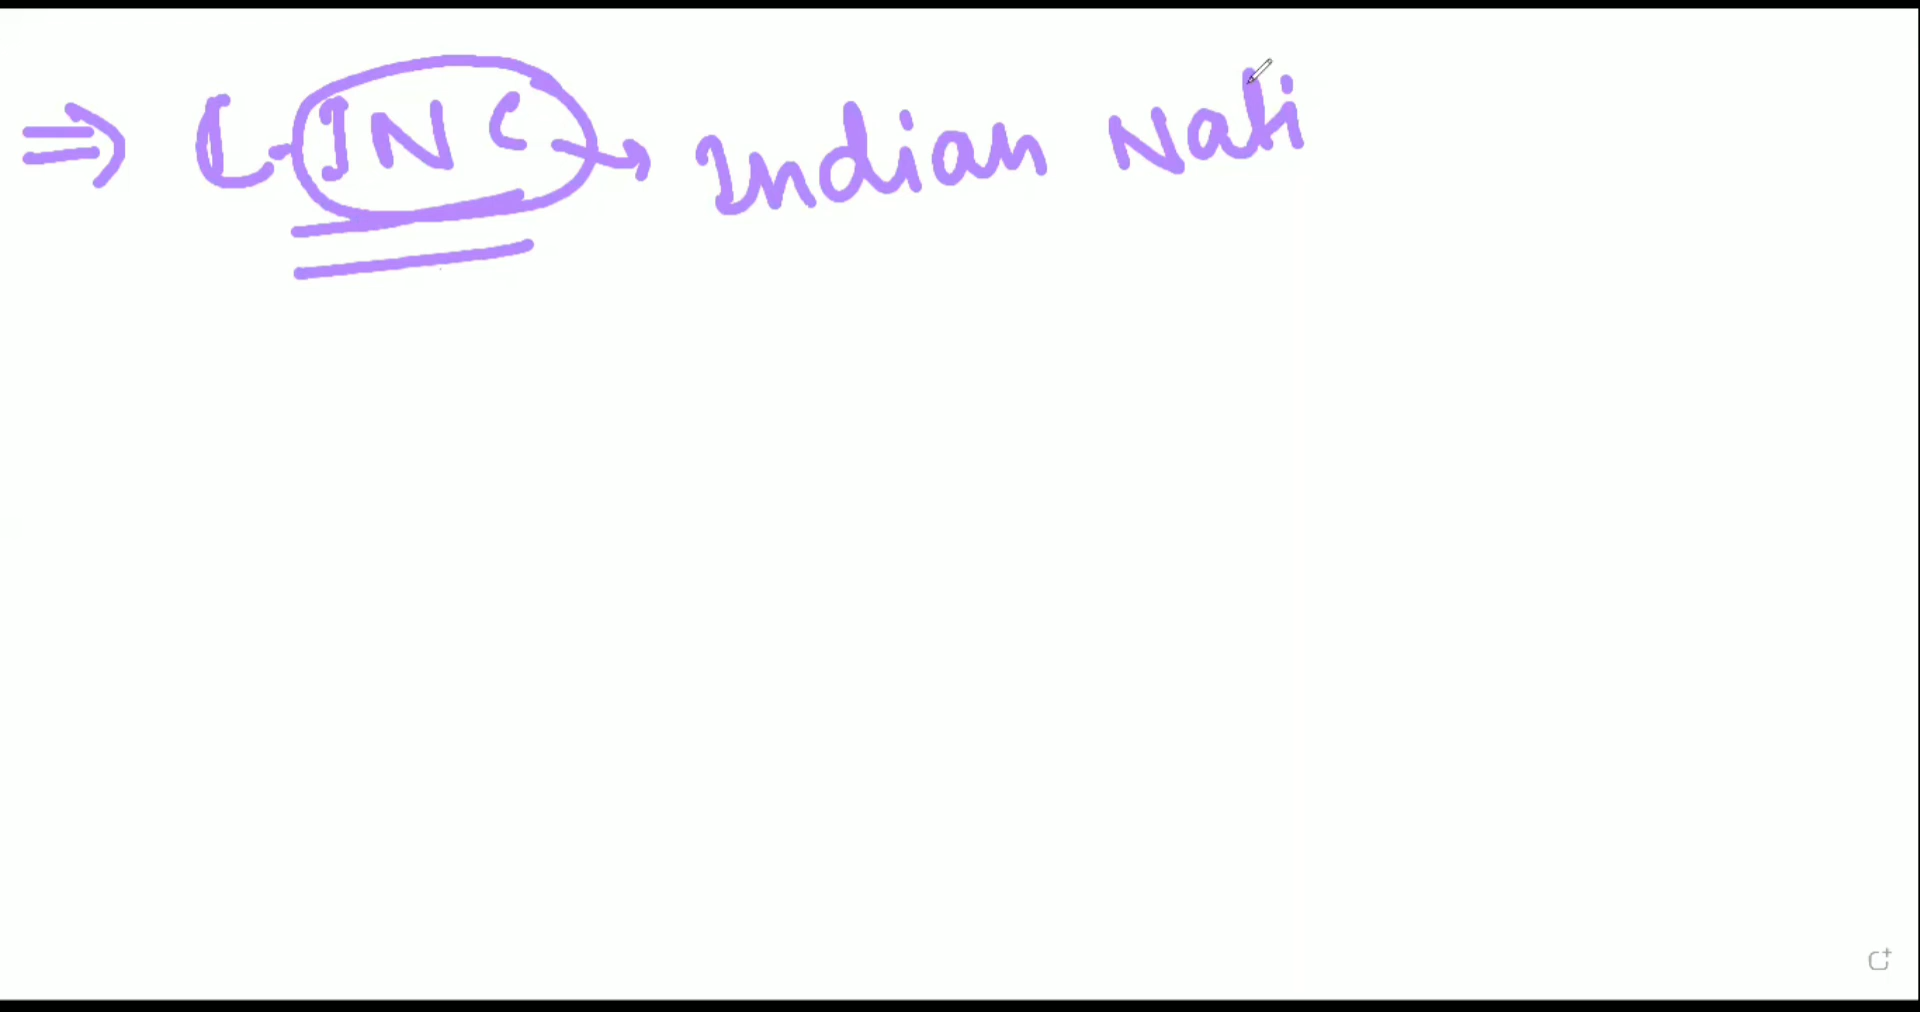 ⇒ C-INC → Indian Nati